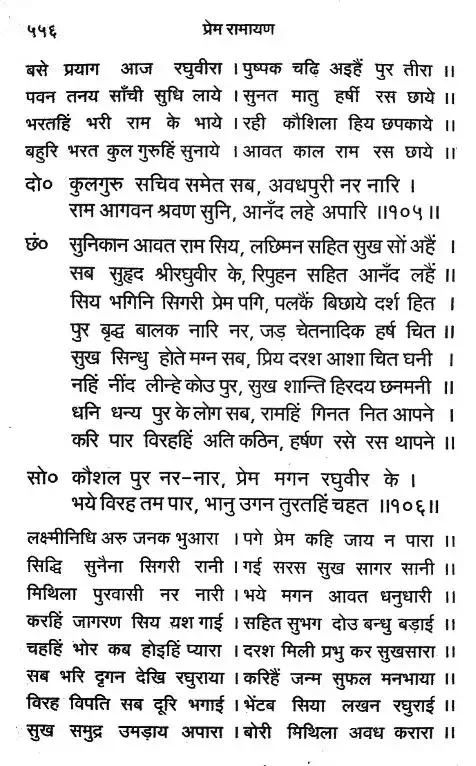 ५५६ प्रेम रामायण
बसे प्रयाग आज रघुवीरा । पुष्पक चढ़ि अइहैं पुर तीरा ॥
पवन तनय साँची सुधि लाये । सुनत मातु हर्षी रस छाये ॥
भरतहिं भरी राम के भाये । रही कौशिला हिय छपकाये ॥
बहुरि भरत कुल गुरुहिं सुनाये । आवत काल राम रस छाये ॥
दो० कुलगुरु सचिव समेत सब, अवधपुरी नर नारि ।
राम आगवन श्रवण सुनि, आनँद लहे अपारि ॥१०५॥
छं० सुनिकान आवत राम सिय, लछिमन सहित सुख सों अहैं ।
सब सुहृद श्रीरघुवीर के, रिपुहन सहित आनँद लहैं ॥
सिय भगिनि सिगरी प्रेम पगि, पलकैं बिछाये दर्श हित ।
पुर बृद्ध बालक नारि नर, जड़ चेतनादिक हर्ष चित ॥
सुख सिन्धु होते मग्न सब, प्रिय दरश आशा चित घनी ।
नहिं नींद लीन्हे कोउ पुर, सुख शान्ति हिरदय छनमनी ॥
धनि धन्य पुर के लोग सब, रामहिं गिनत नित आपने ।
करि पार विरहहिं अति कठिन, हर्षण रसे रस थापने ॥
सो० कौशल पुर नर-नार, प्रेम मगन रघुवीर के ।
भये विरह तम पार, भानु उगन तुरतहिं चहत ॥१०६॥
लक्ष्मीनिधि अरु जनक भुआरा । पगे प्रेम कहि जाय न पारा ॥
सिद्धि सुनैना सिगरी रानी । गई सरस सुख सागर सानी ॥
मिथिला पुरवासी नर नारी । भये मगन आवत धनुधारी ॥
करहिं जागरण सिय यश गाई । सहित सुभग दोउ बन्धु बड़ाई ॥
चहहिं भोर कब होइहिं प्यारा । दरश मिली प्रभु कर सुखसारा ॥
सब भरि दृगन देखि रघुराया । करिहैं जन्म सुफल मनभाया ॥
विरह विपति सब दूरि भगाई । भेंटब सिया लखन रघुराई ॥
सुख समुद्र उमड़ाय अपारा । बोरी मिथिला अवध करारा ॥